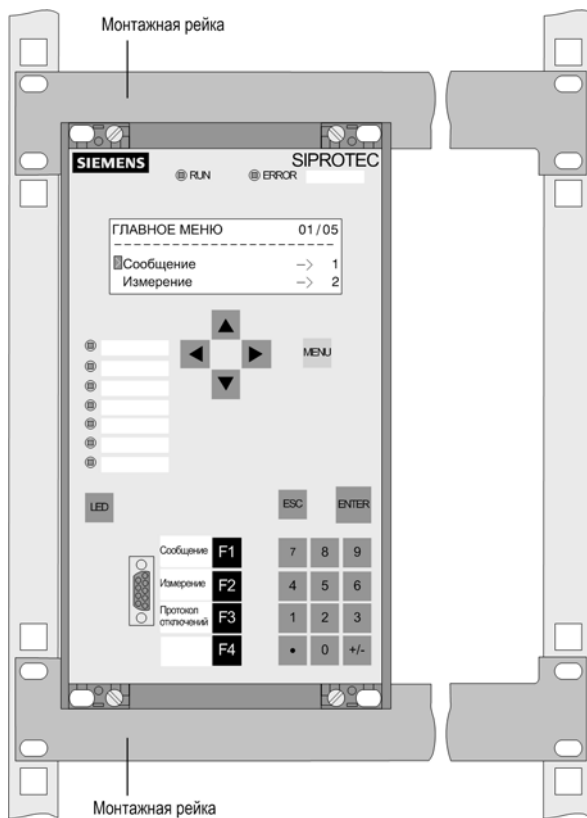 Монтажная рейка
SIEMENS
SIPROTEC
RUN
ERROR
ГЛАВНОЕ МЕНЮ 01/05
Сообщение --> 1
Измерение --> 2
MENU
LED
ESC
ENTER
Сообщение F1
7 8 9
Измерение F2
4 5 6
Протокол
отключений F3
1 2 3
F4
• 0 +/-
Монтажная рейка